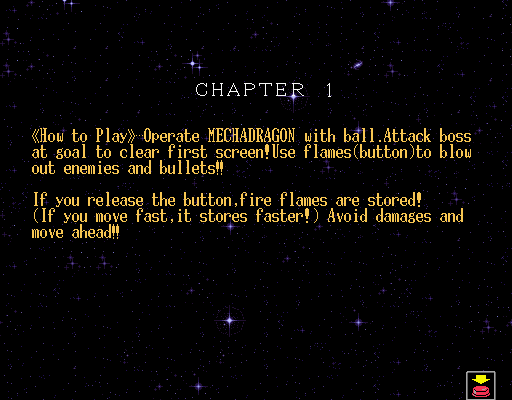 CHAPTER 1
《How to Play》 Operate MECHADRAGON with ball.Attack boss
at goal to clear first screen!Use flames(button)to blow
out enemies and bullets!!
If you release the button,fire flames are stored!
(If you move fast,it stores faster!) Avoid damages and
move ahead!!